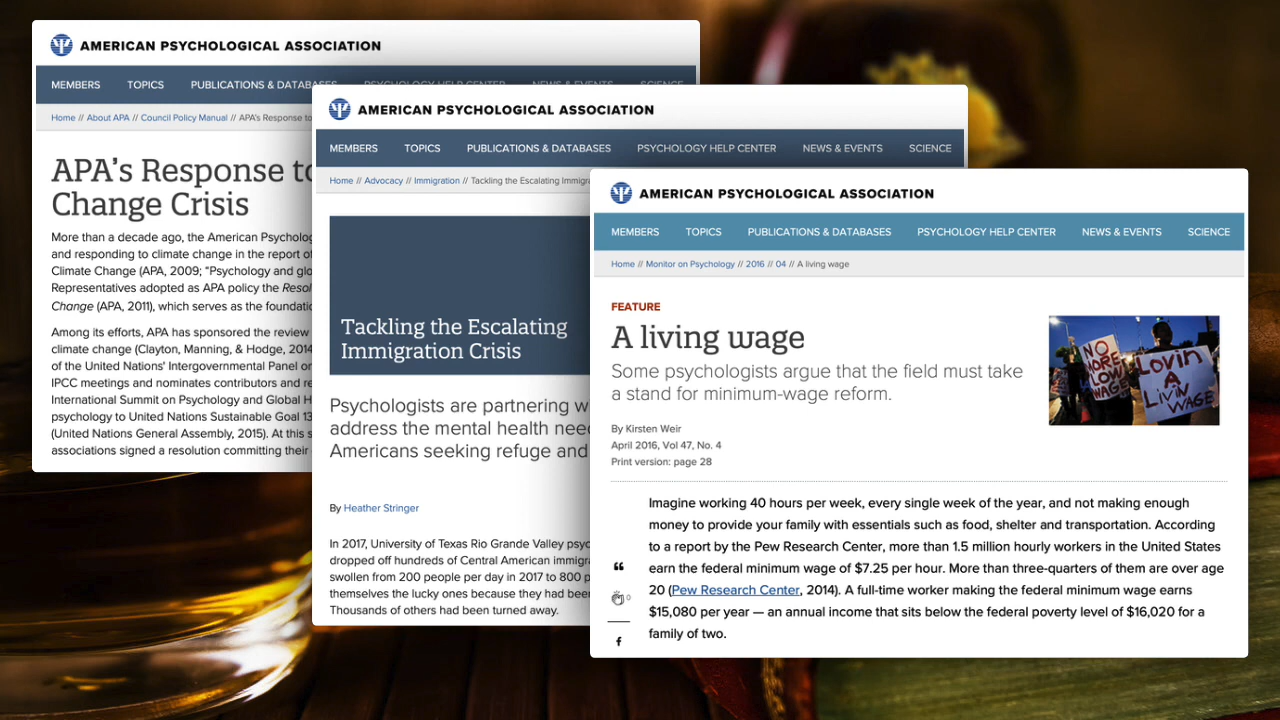 AMERICAN PSYCHOLOGICAL ASSOCIATION
MEMBERS TOPICS PUBLICATIONS & DATABASES PSYCHOLOGY HELP CENTER NEWS & EVENTS SCIENCE
Home // About APA // Council Policy Manual // APA's Response to
APA's Response to
Change Crisis
More than a decade ago, the American Psycholog
and responding to climate change in the report of
Climate Change (APA, 2009; "Psychology and glo
Representatives adopted as APA policy the Resol
Change (APA, 2011), which serves as the foundatio
Among its efforts, APA has sponsored the review
climate change (Clayton, Manning, & Hodge, 2014
of the United Nations' Intergovernmental Panel on
IPCC meetings and nominates contributors and re
International Summit on Psychology and Global H
psychology to United Nations Sustainable Goal 13
(United Nations General Assembly, 2015). At this s
associations signed a resolution committing their
AMERICAN PSYCHOLOGICAL ASSOCIATION
MEMBERS TOPICS PUBLICATIONS & DATABASES PSYCHOLOGY HELP CENTER NEWS & EVENTS SCIENCE
Home // Advocacy // Immigration // Tackling the Escalating Immigra
Tackling the Escalating
Immigration Crisis
Psychologists are partnering w
address the mental health nee
Americans seeking refuge and
By Heather Stringer
In 2017, University of Texas Rio Grande Valley psyc
dropped off hundreds of Central American immigra
swollen from 200 people per day in 2017 to 800 p
themselves the lucky ones because they had been
Thousands of others had been turned away.
AMERICAN PSYCHOLOGICAL ASSOCIATION
MEMBERS TOPICS PUBLICATIONS & DATABASES PSYCHOLOGY HELP CENTER NEWS & EVENTS SCIENCE
Home // Monitor on Psychology // 2016 // 04 // A living wage
FEATURE
A living wage
Some psychologists argue that the field must take
a stand for minimum-wage reform.
By Kirsten Weir
April 2016, Vol 47, No. 4
Print version: page 28
NO
MORE
LOW
WAGE
Lovin
A
Livin
WAGE
Imagine working 40 hours per week, every single week of the year, and not making enough
money to provide your family with essentials such as food, shelter and transportation. According
to a report by the Pew Research Center, more than 1.5 million hourly workers in the United States
earn the federal minimum wage of $7.25 per hour. More than three-quarters of them are over age
20 (Pew Research Center, 2014). A full-time worker making the federal minimum wage earns
$15,080 per year — an annual income that sits below the federal poverty level of $16,020 for a
family of two.
0